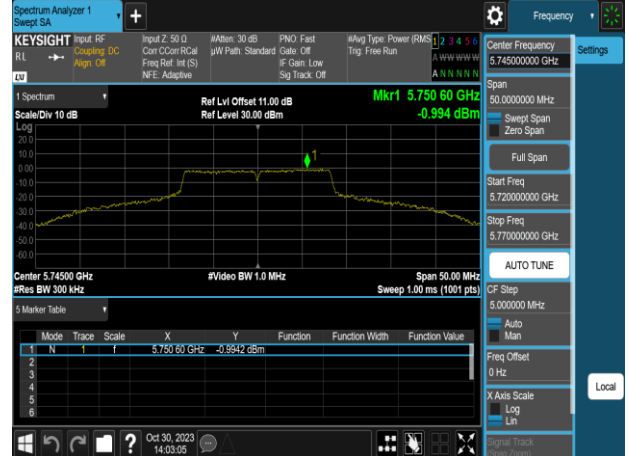 Spectrum Analyzer 1
Swept SA
Frequency
KEYSIGHT
RL
LXI
Input: RF
Coupling: DC
Align: Off
Input Z: 50 Ω
Corr CCorr RCal
Freq Ref: Int (S)
NFE: Adaptive
#Atten: 30 dB
µW Path: Standard
PNO: Fast
Gate: Off
IF Gain: Low
Sig Track: Off
#Avg Type: Power (RMS
Trig: Free Run
1 2 3 4 5 6
A W W W W W
A N N N N N
1 Spectrum
Scale/Div 10 dB
Ref Lvl Offset 11.00 dB
Ref Level 30.00 dBm
Mkr1 5.750 60 GHz
-0.994 dBm
Log
20.0
10.0
0.00
-10.0
-20.0
-30.0
-40.0
-50.0
-60.0
1
Center 5.74500 GHz
#Res BW 300 kHz
#Video BW 1.0 MHz
Span 50.00 MHz
Sweep 1.00 ms (1001 pts)
5 Marker Table
Mode Trace Scale X Y Function Function Width Function Value
1 N 1 f 5.750 60 GHz -0.9942 dBm
2
3
4
5
6
Center Frequency
5.745000000 GHz
Settings
Span
50.0000000 MHz
Swept Span
Zero Span
Full Span
Start Freq
5.720000000 GHz
Stop Freq
5.770000000 GHz
AUTO TUNE
CF Step
5.000000 MHz
Auto
Man
Freq Offset
0 Hz
X Axis Scale
Log
Lin
Local
Signal Track
(Span Zoom)
?
Oct 30, 2023
14:03:05